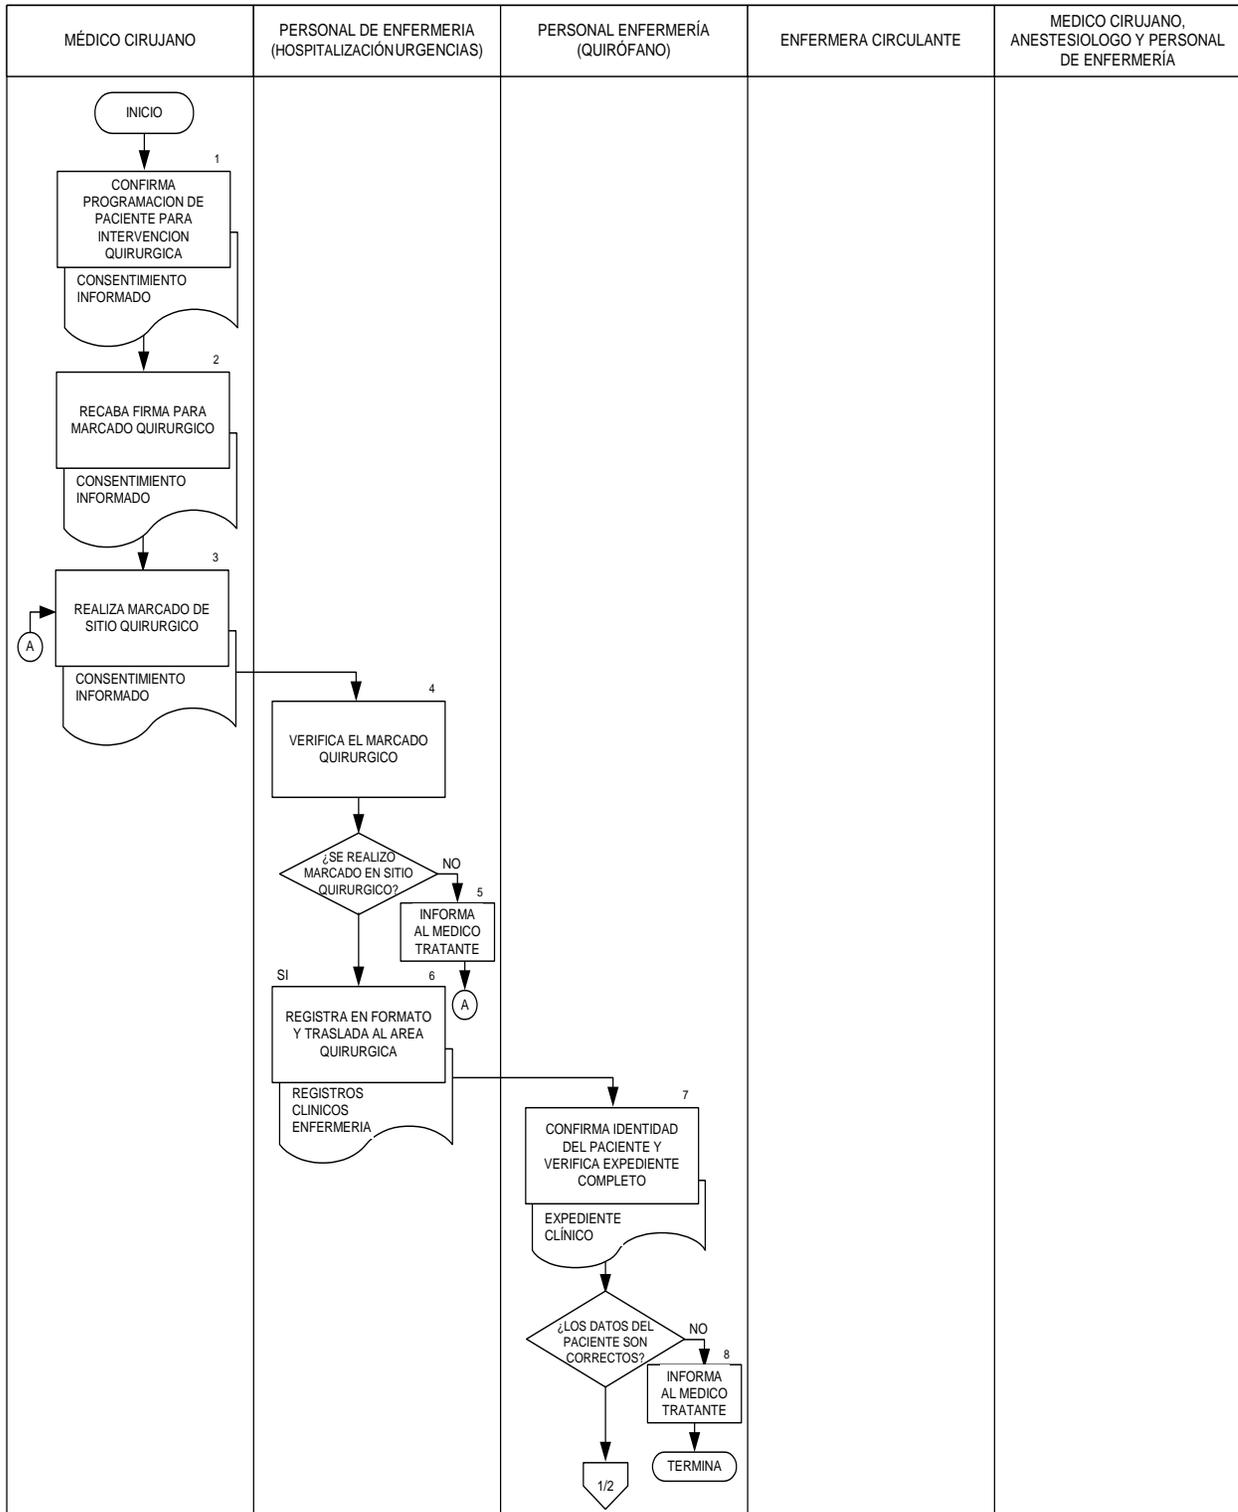 MÉDICO CIRUJANO
PERSONAL DE ENFERMERIA
(HOSPITALIZACIÓN URGENCIAS)
PERSONAL ENFERMERÍA
(QUIRÓFANO)
ENFERMERA CIRCULANTE
MEDICO CIRUJANO,
ANESTESIOLOGO Y PERSONAL
DE ENFERMERÍA
INICIO
1
CONFIRMA
PROGRAMACION DE
PACIENTE PARA
INTERVENCION
QUIRURGICA
CONSENTIMIENTO
INFORMADO
2
RECABA FIRMA PARA
MARCADO QUIRURGICO
CONSENTIMIENTO
INFORMADO
3
REALIZA MARCADO DE
SITIO QUIRURGICO
A
CONSENTIMIENTO
INFORMADO
4
VERIFICA EL MARCADO
QUIRURGICO
¿SE REALIZO
MARCADO EN SITIO
QUIRURGICO?
NO
5
INFORMA
AL MEDICO
TRATANTE
A
SI
6
REGISTRA EN FORMATO
Y TRASLADA AL AREA
QUIRURGICA
REGISTROS
CLINICOS
ENFERMERIA
7
CONFIRMA IDENTIDAD
DEL PACIENTE Y
VERIFICA EXPEDIENTE
COMPLETO
EXPEDIENTE
CLÍNICO
¿LOS DATOS DEL
PACIENTE SON
CORRECTOS?
NO
8
INFORMA
AL MEDICO
TRATANTE
TERMINA
1/2